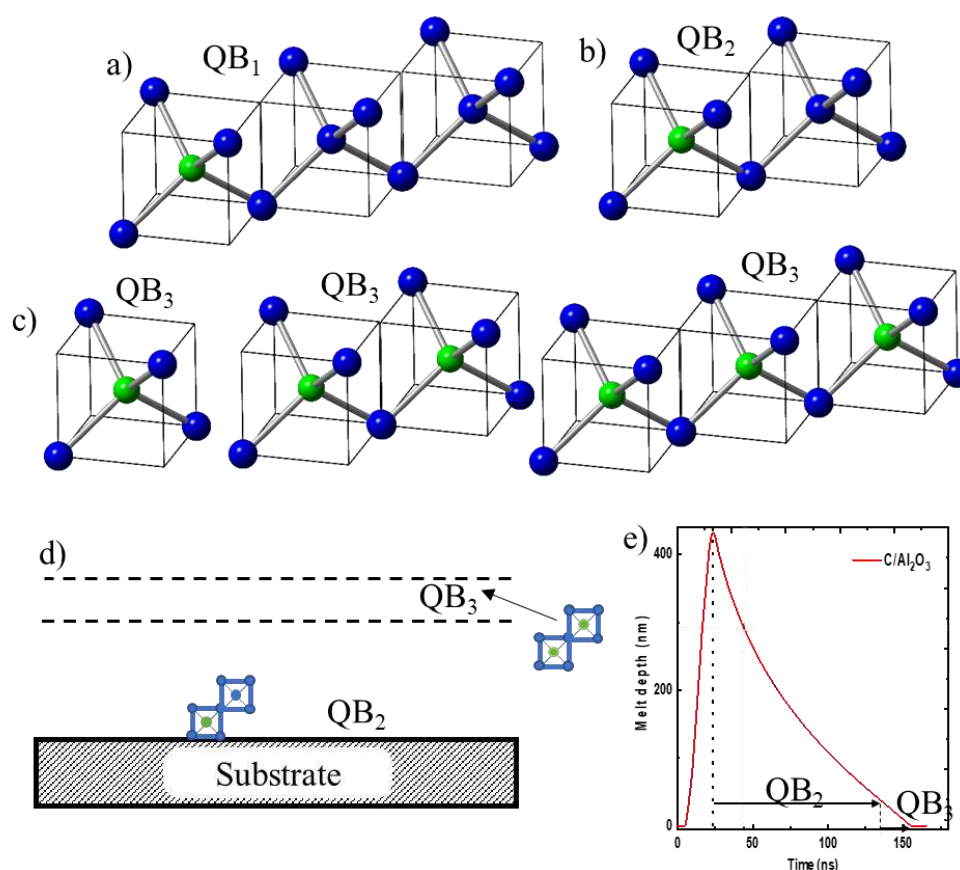 a)
QB₁
b)
QB₂
c)
QB₃
QB₃
QB₃
d)
QB₃
QB₂
Substrate
e)
C/Al₂O₃
Melt depth (nm)
400
200
0
QB₂
QB₃
0
50
100
150
Time (ns)